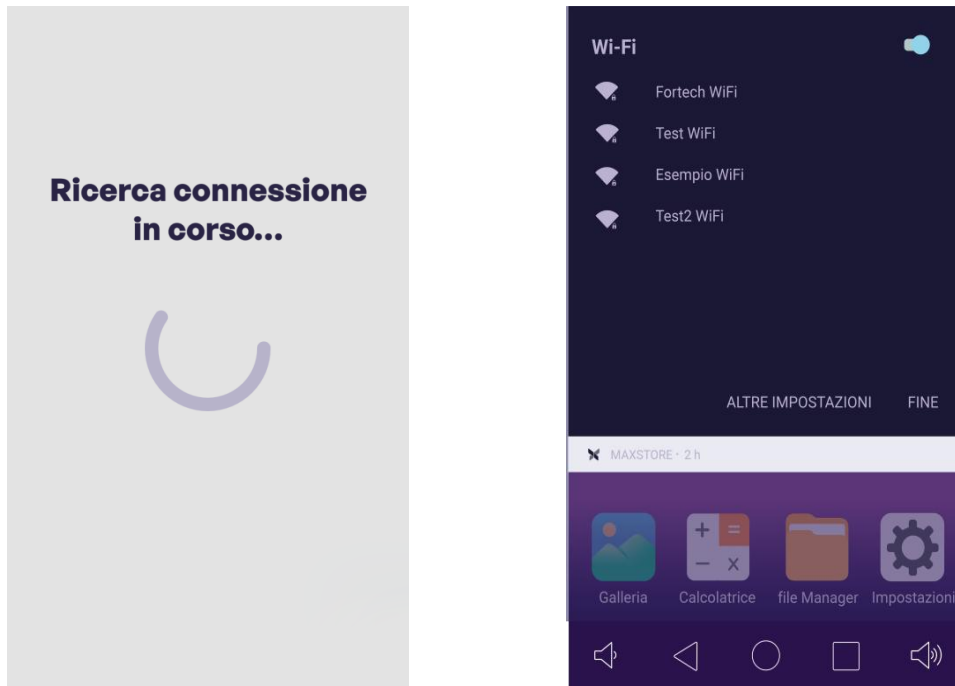 Ricerca connessione
in corso...
Wi-Fi
Fortech WiFi
Test WiFi
Esempio WiFi
Test2 WiFi
ALTRE IMPOSTAZIONI FINE
MAXSTORE • 2 h
Galleria Calcolatrice file Manager Impostazioni